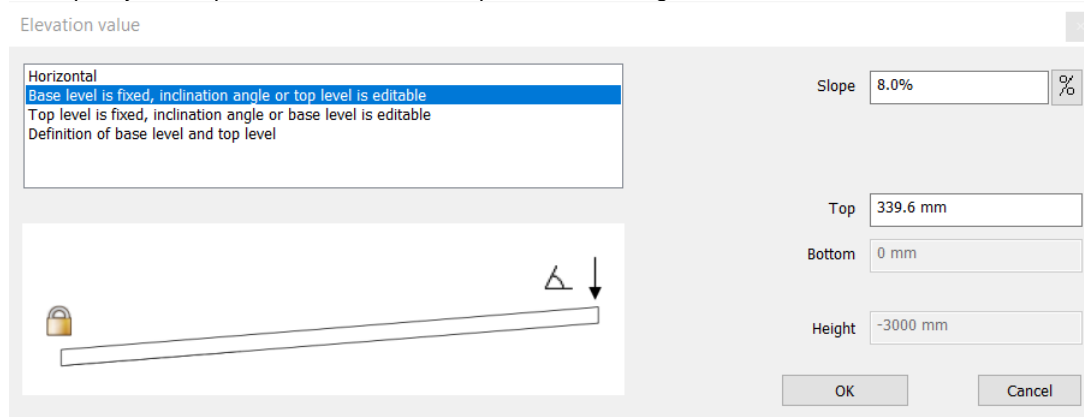 Elevation value
Horizontal
Base level is fixed, inclination angle or top level is editable
Top level is fixed, inclination angle or base level is editable
Definition of base level and top level
Slope 8.0% %
Top 339.6 mm
Bottom 0 mm
Height -3000 mm
OK Cancel